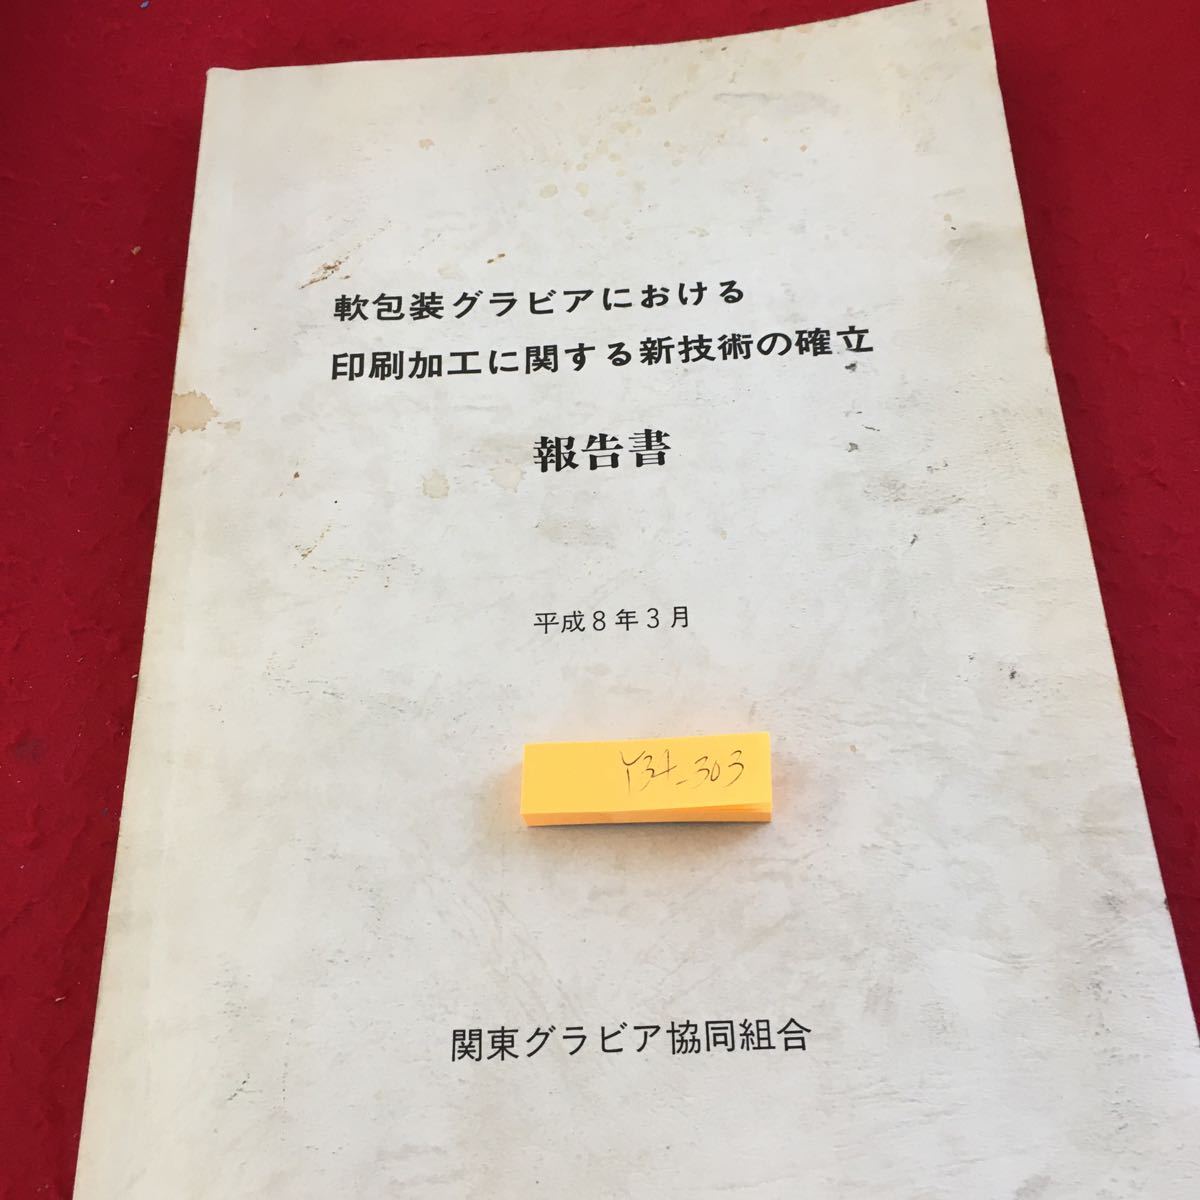 軟包装グラビアにおける
印刷加工に関する新技術の確立
報告書
平成8年3月
Y34-303
関東グラビア協同組合